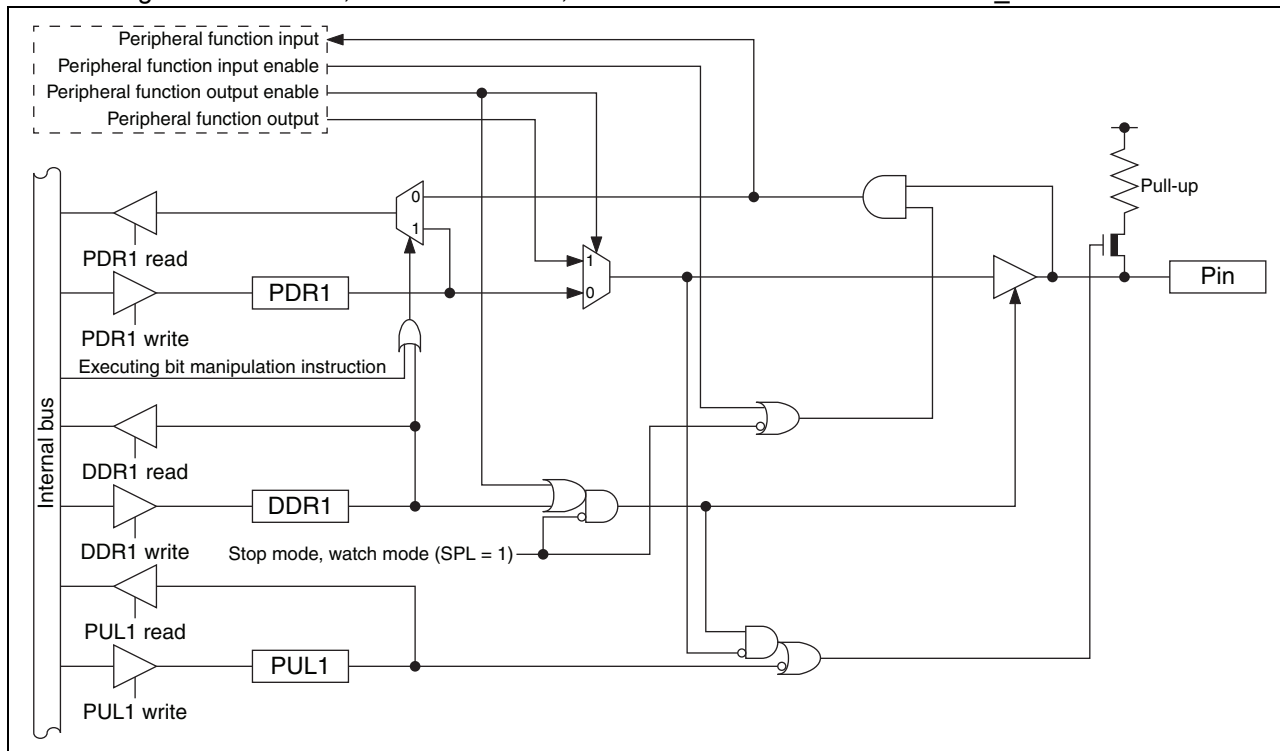 Peripheral function input
Peripheral function input enable
Peripheral function output enable
Peripheral function output
Pull-up
0
1
PDR1 read
1
0
Pin
PDR1
PDR1 write
Executing bit manipulation instruction
Internal bus
DDR1 read
DDR1
DDR1 write
Stop mode, watch mode (SPL = 1)
PUL1 read
PUL1
PUL1 write